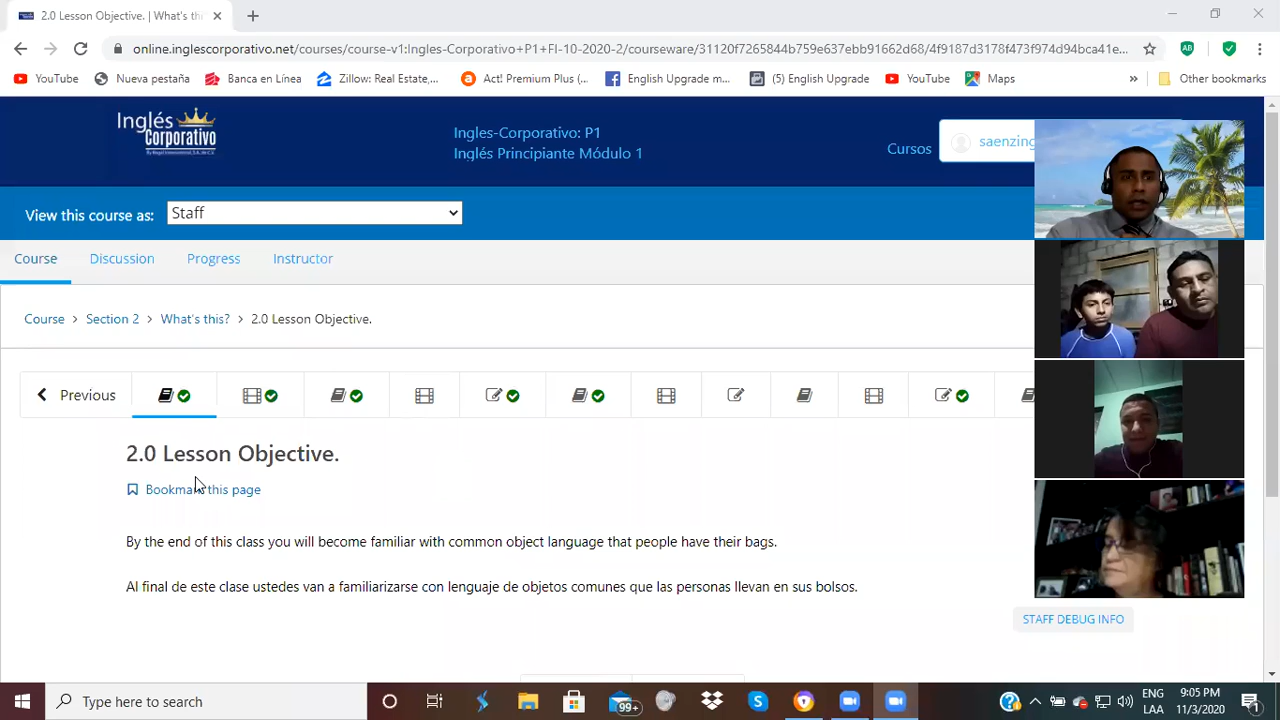 2.0 Lesson Objective. | What's thi
online.inglescorporativo.net/courses/course-v1:Ingles-Corporativo+P1+FI-10-2020-2/courseware/31120f7265844b759e637ebb91662d68/4f9187d3178f473f974d94bca41e...
YouTube Nueva pestaña Banca en Línea Zillow: Real Estate,... Act! Premium Plus (... English Upgrade m... (5) English Upgrade YouTube Maps » Other bookmarks
Inglés Corporativo
Ingles-Corporativo: P1
Inglés Principiante Módulo 1
Cursos saenzing
View this course as: Staff
Course Discussion Progress Instructor
Course > Section 2 > What's this? > 2.0 Lesson Objective.
Previous
2.0 Lesson Objective.
Bookmark this page
By the end of this class you will become familiar with common object language that people have their bags.
Al final de este clase ustedes van a familiarizarse con lenguaje de objetos comunes que las personas llevan en sus bolsos.
STAFF DEBUG INFO
Type here to search
99+
ENG 9:05 PM
LAA 11/3/2020